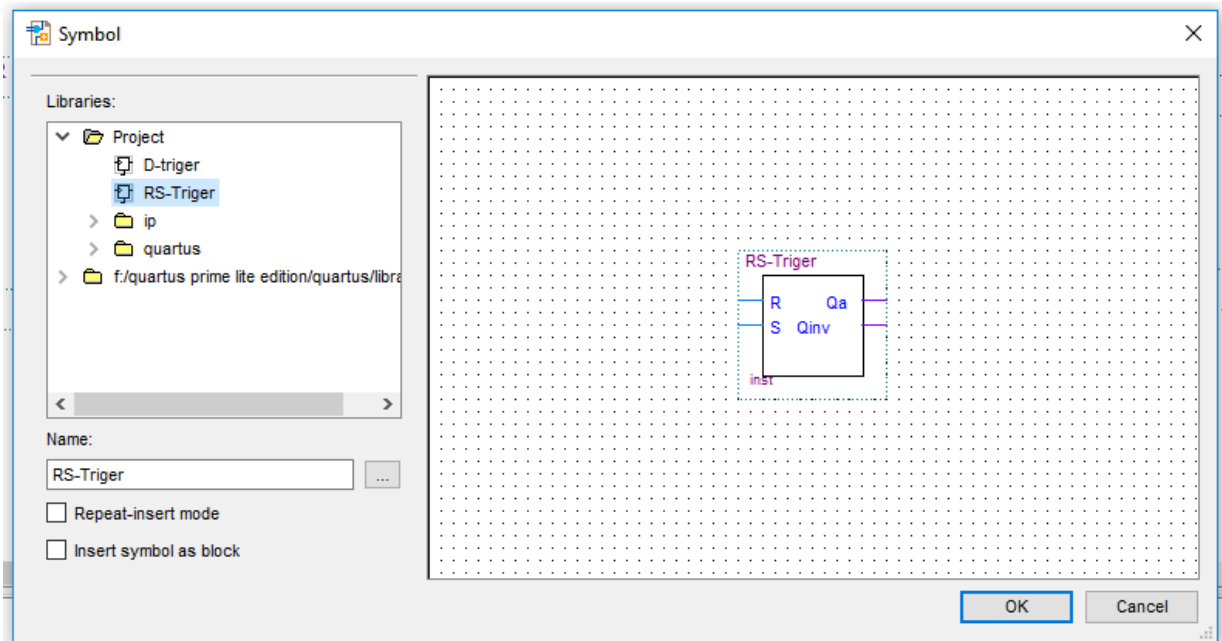 Symbol
Libraries:
Project
D-triger
RS-Triger
ip
quartus
f:/quartus prime lite edition/quartus/libra
Name:
RS-Triger
...
Repeat-insert mode
Insert symbol as block
RS-Triger
R Qa
S Qinv
inst
OK Cancel